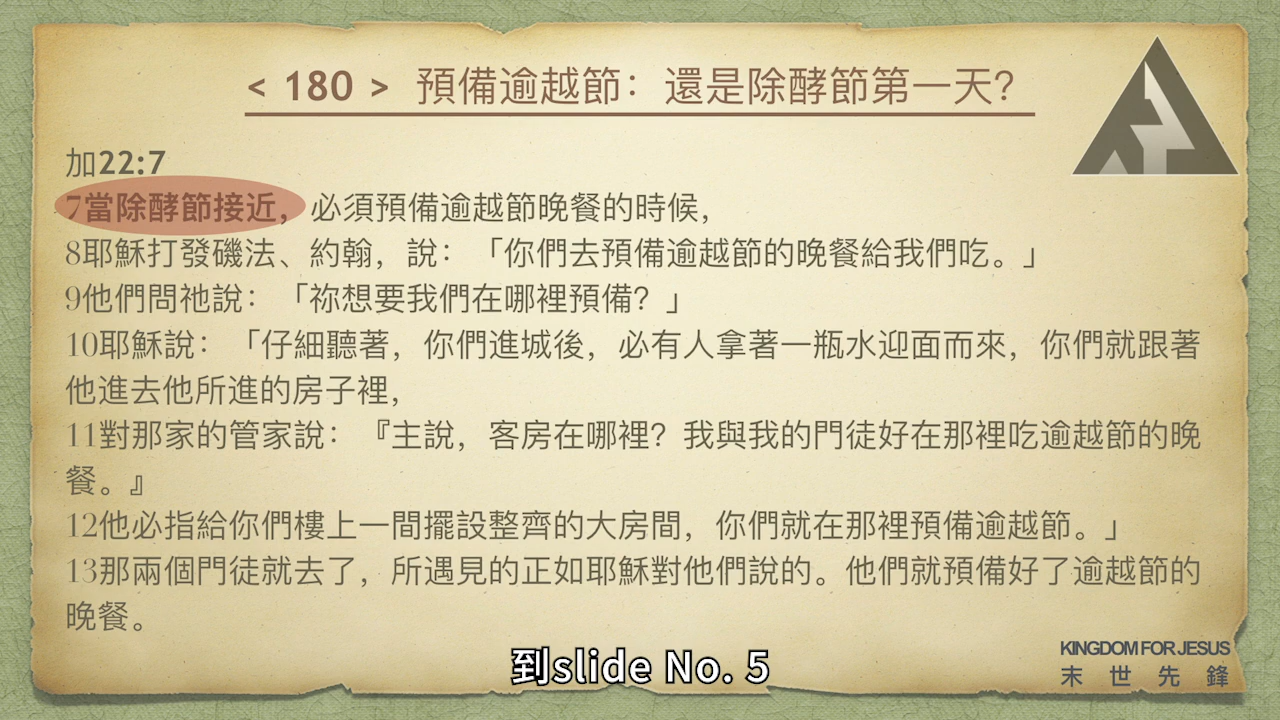 < 180 > 預備逾越節：還是除酵節第一天？
加22:7
7當除酵節接近，必須預備逾越節晚餐的時候，
8耶穌打發磯法、約翰，說：「你們去預備逾越節的晚餐給我們吃。」
9他們問祂說：「祢想要我們在哪裡預備？」
10耶穌說：「仔細聽著，你們進城後，必有人拿著一瓶水迎面而來，你們就跟著
他進去他所進的房子裡，
11對那家的管家說：『主說，客房在哪裡？我與我的門徒好在那裡吃逾越節的晚
餐。』
12他必指給你們樓上一間擺設整齊的大房間，你們就在那裡預備逾越節。」
13那兩個門徒就去了，所遇見的正如耶穌對他們說的。他們就預備好了逾越節的
晚餐。
KINGDOM FOR JESUS
末世先鋒
到slide No. 5